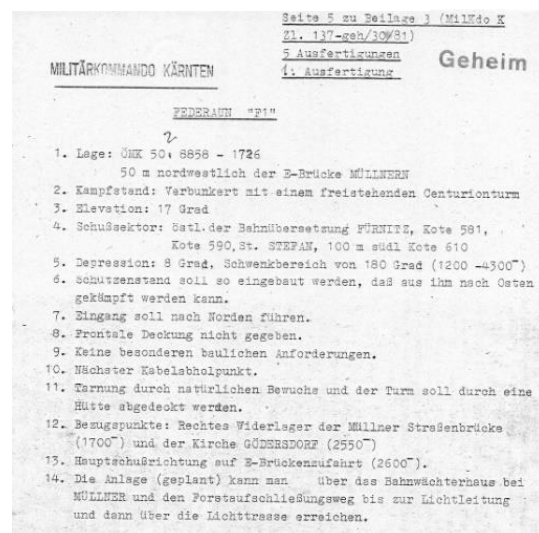 Seite 5 zu Beilage 3 (MilKdo K
Zl. 137-geh/30/81)
5 Ausfertigungen
Geheim
MILITÄRKOMMANDO KÄRNTEN
1. Ausfertigung
FEDERAUN "F1"
2
1. Lage: ÖMK 50, 8858 - 1726
50 m nordwestlich der E-Brücke MÜLLNERN
2. Kampfstand: Verbunkert mit einem freistehenden Centurionturm
3. Elevation: 17 Grad
4. Schußsektor: östl.der Bahnübersetzung FÜRNITZ, Kote 581,
Kote 590,St. STEFAN, 100 m südl Kote 610
5. Depression: 8 Grad, Schwenkbereich von 180 Grad (1200 -4300⁻)
6. Schützenstand soll so eingebaut werden, daß aus ihm nach Osten
gekämpft werden kann.
7. Eingang soll nach Norden führen.
8. Frontale Deckung nicht gegeben.
9. Keine besonderen baulichen Anforderungen.
10. Nächster Kabelabholpunkt.
11. Tarnung durch natürlichen Bewuchs und der Turm soll durch eine
Hütte abgedeckt werden.
12. Bezugspunkte: Rechtes Widerlager der Müllner Straßenbrücke
(1700⁻) und der Kirche GÖDERSDORF (2550⁻)
13. Hauptschußrichtung auf E-Brückenzufahrt (2600⁻).
14. Die Anlage (geplant) kann man über das Bahnwächterhaus bei
MÜLLNER und den Forstaufschließungsweg bis zur Lichtleitung
und dann über die Lichttrasse erreichen.